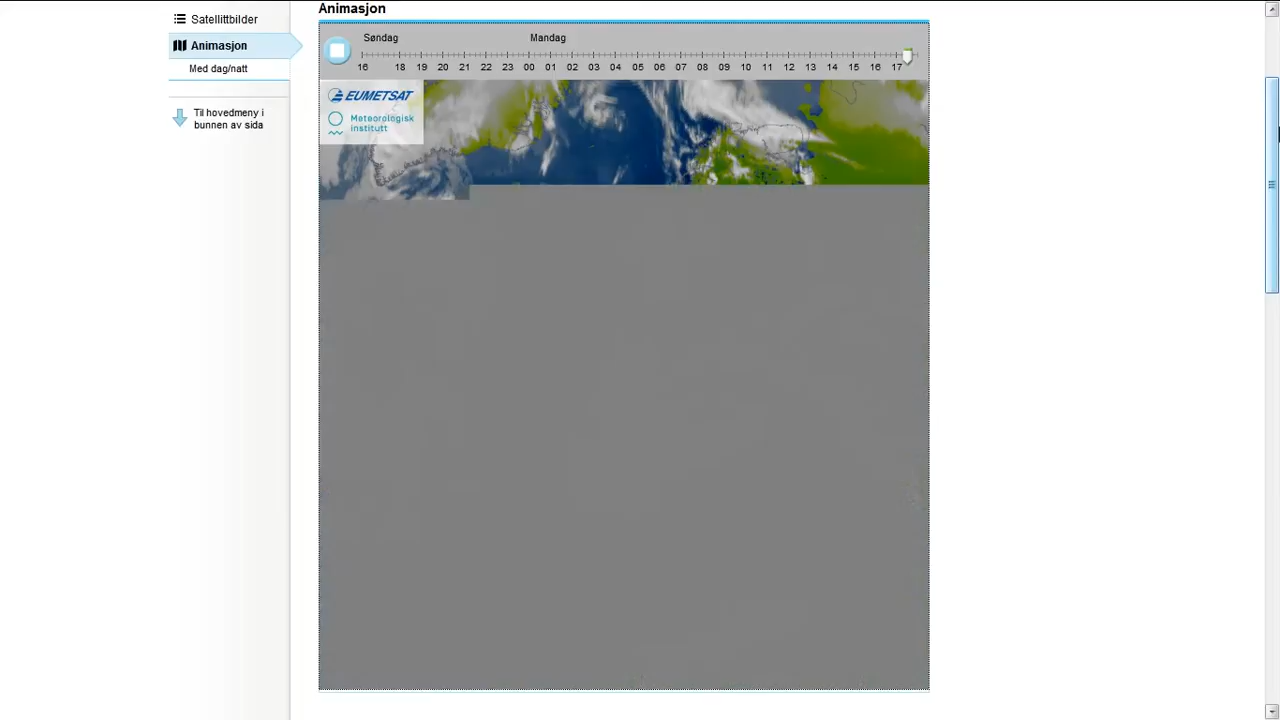 Animasjon
Satellittbilder
Animasjon
Med dag/natt
Til hovedmeny i
bunnen av sida
Søndag Mandag
16 18 19 20 21 22 23 00 01 02 03 04 05 06 07 08 09 10 11 12 13 14 15 16 17
EUMETSAT
Meteorologisk
institutt